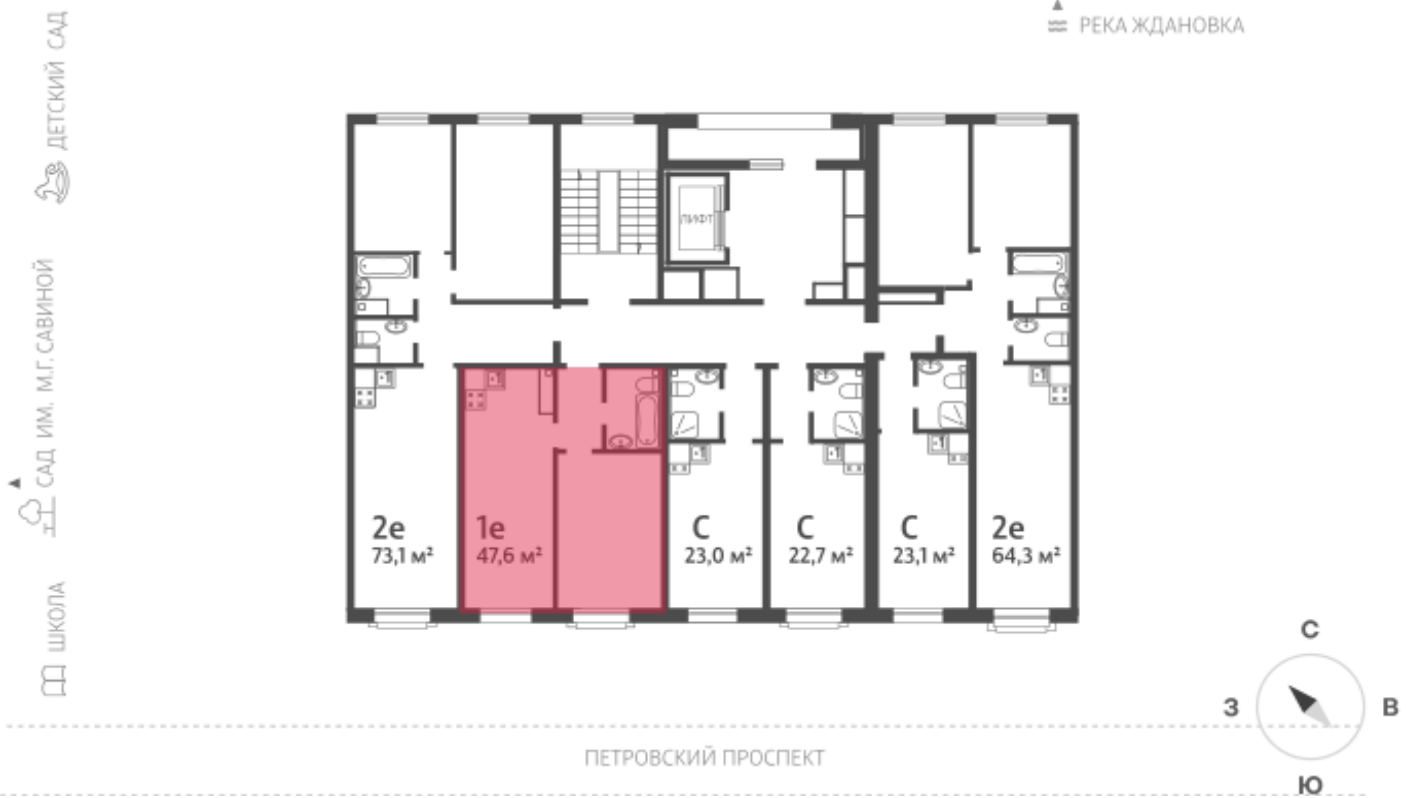 РЕКА ЖДАНОВКА
ДЕТСКИЙ САД
САД ИМ. М.Г. САВИНОЙ
ШКОЛА
ЛИФТ
2е
73,1 м²
1е
47,6 м²
С
23,0 м²
С
22,7 м²
С
23,1 м²
2е
64,3 м²
С
З
В
Ю
ПЕТРОВСКИЙ ПРОСПЕКТ